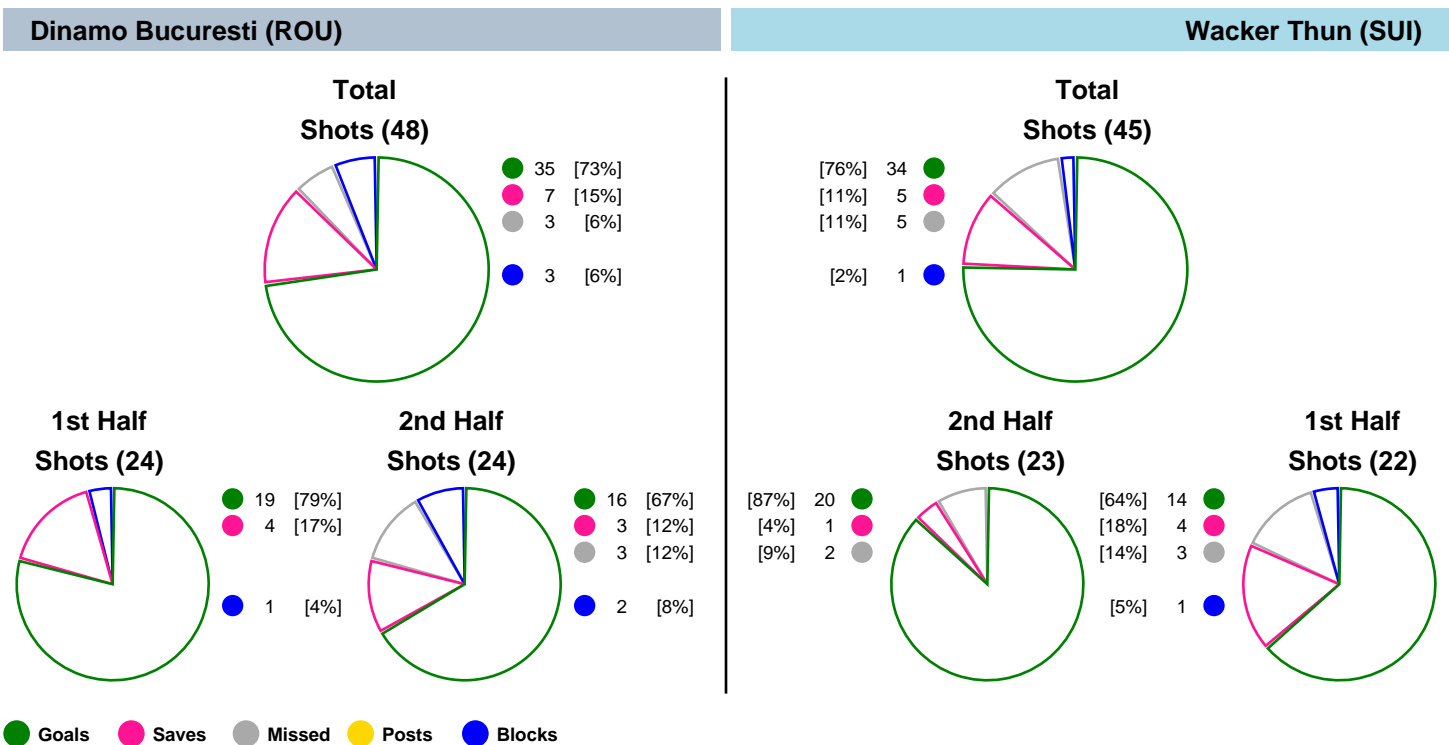 Dinamo Bucuresti (ROU)
Wacker Thun (SUI)
Total
Shots (48)
35 [73%]
7 [15%]
3 [6%]
3 [6%]
Total
Shots (45)
[76%] 34
[11%] 5
[11%] 5
[2%] 1
1st Half
Shots (24)
19 [79%]
4 [17%]
1 [4%]
2nd Half
Shots (24)
16 [67%]
3 [12%]
3 [12%]
2 [8%]
2nd Half
Shots (23)
[87%] 20
[4%] 1
[9%] 2
1st Half
Shots (22)
[64%] 14
[18%] 4
[14%] 3
[5%] 1
Goals Saves Missed Posts Blocks